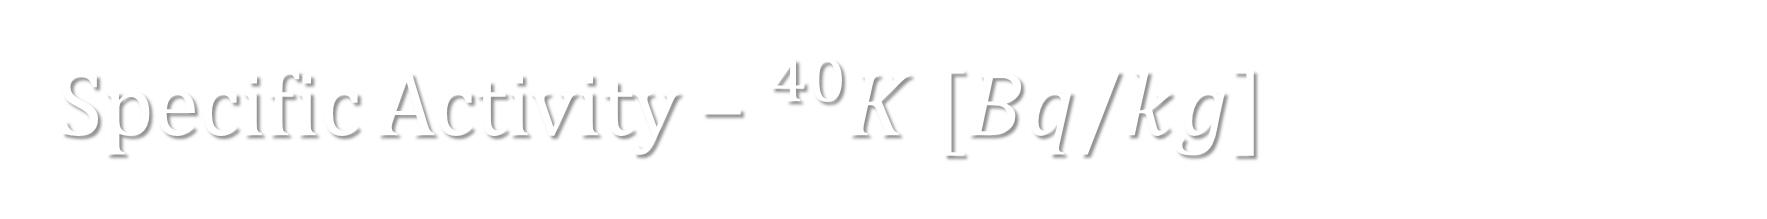 Specific Activity – ⁴⁰K [Bq/kg]